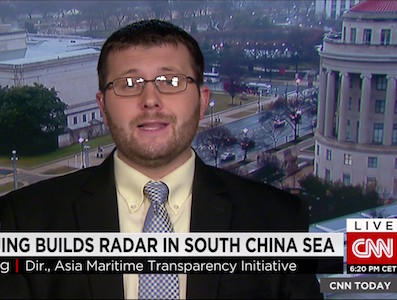 LIVE
NING BUILDS RADAR IN SOUTH CHINA SEA
CNN
g | Dir., Asia Maritime Transparency Initiative
6:20 PM CET
CNN TODAY